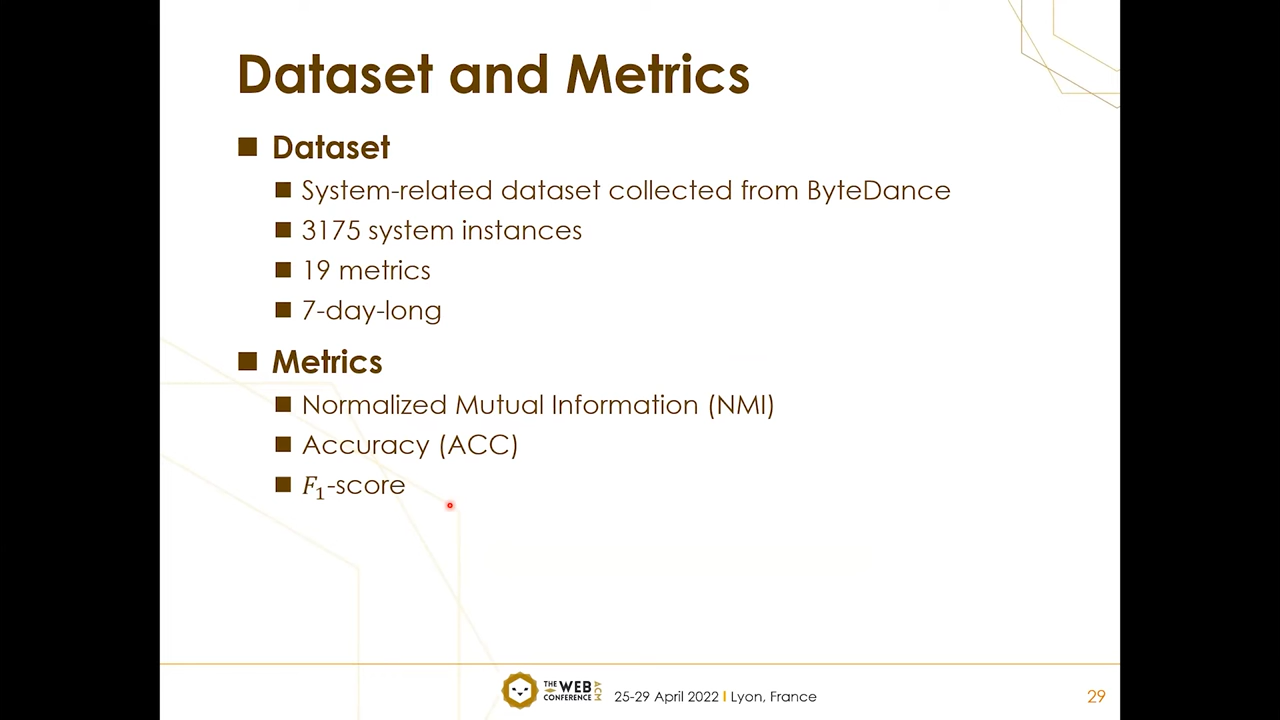 Dataset and Metrics
Dataset
System-related dataset collected from ByteDance
3175 system instances
19 metrics
7-day-long
Metrics
Normalized Mutual Information (NMI)
Accuracy (ACC)
F₁-score
THE WEB CONFERENCE ACM
25-29 April 2022 | Lyon, France
29